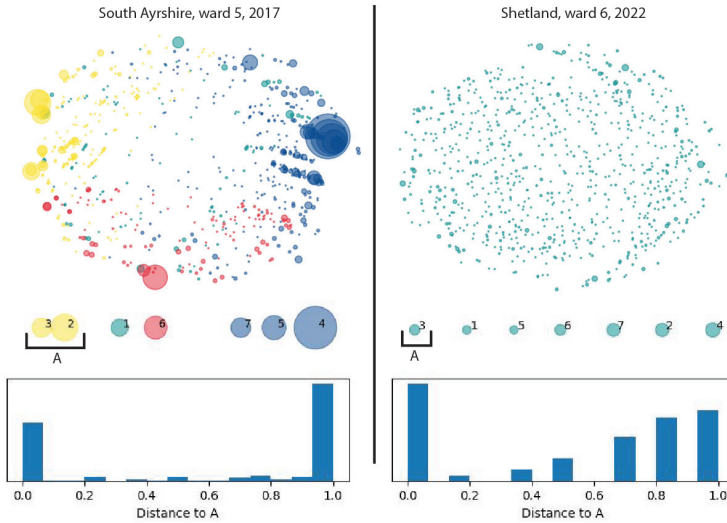 South Ayrshire, ward 5, 2017
3 2 1 6 7 5 4
A
0.0 0.2 0.4 0.6 0.8 1.0
Distance to A
Shetland, ward 6, 2022
3 1 5 6 7 2 4
A
0.0 0.2 0.4 0.6 0.8 1.0
Distance to A